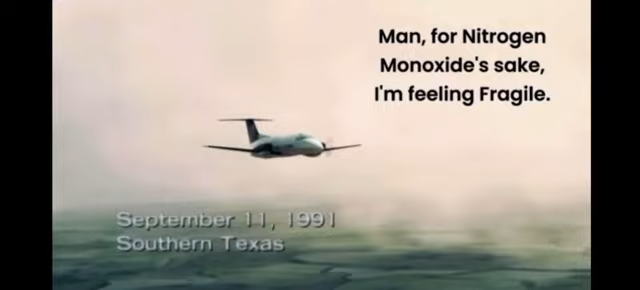 Man, for Nitrogen
Monoxide's sake,
I'm feeling Fragile.
September 11, 1991
Southern Texas